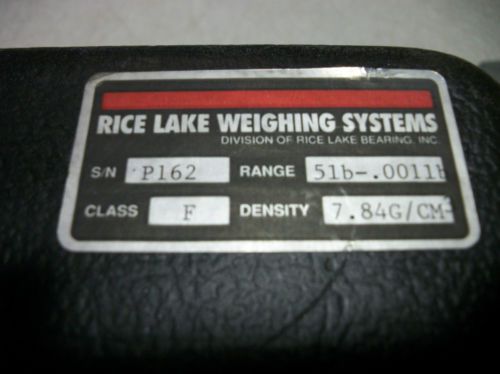 RICE LAKE WEIGHING SYSTEMS
DIVISION OF RICE LAKE BEARING, INC.
S/N P162 RANGE 5lb-.001lb
CLASS F DENSITY 7.84G/CM-